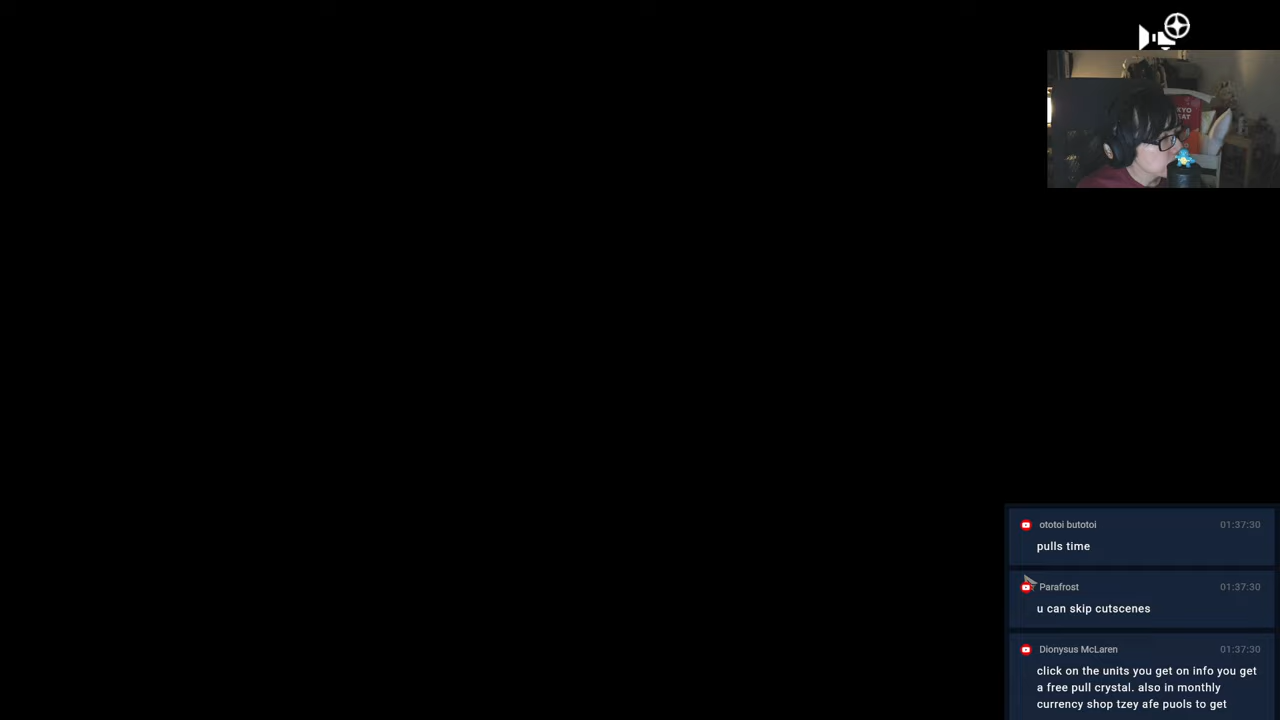 ototoi butotoi 01:37:30
pulls time
Parafrost 01:37:30
u can skip cutscenes
Dionysus McLaren 01:37:30
click on the units you get on info you get
a free pull crystal. also in monthly
currency shop tzey afe puols to get